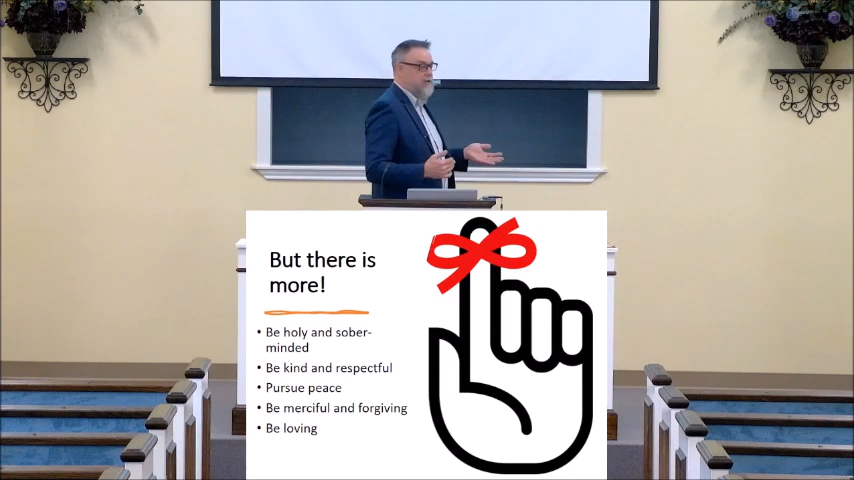 But there is
more!
• Be holy and sober-
minded
• Be kind and respectful
• Pursue peace
• Be merciful and forgiving
• Be loving